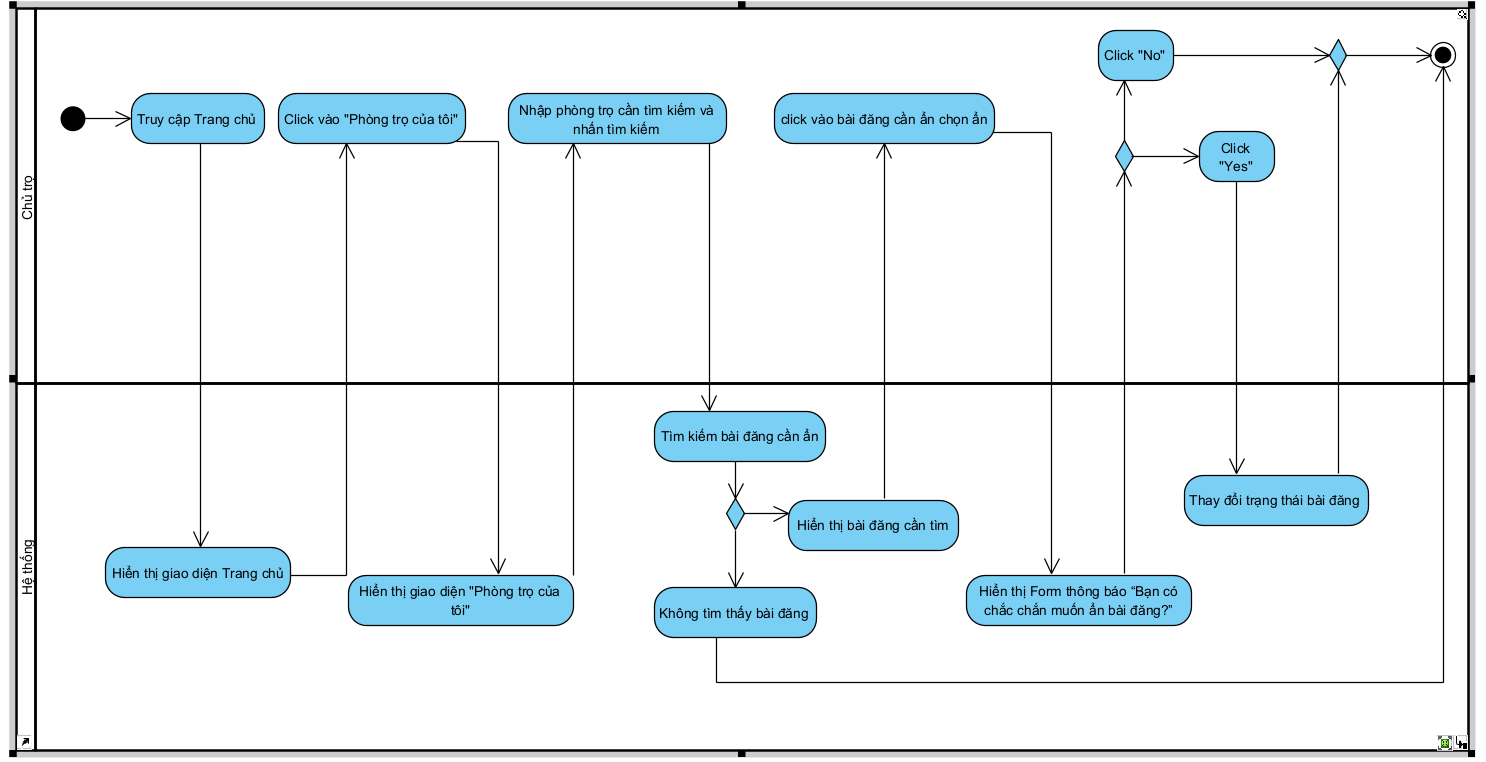 Chủ trọ
Truy cập Trang chủ
Click vào "Phòng trọ của tôi"
Nhập phòng trọ cần tìm kiếm và
nhấn tìm kiếm
click vào bài đăng cần ẩn chọn ẩn
Click "No"
Click
"Yes"
Hệ thống
Hiển thị giao diện Trang chủ
Hiển thị giao diện "Phòng trọ của
tôi"
Tìm kiếm bài đăng cần ẩn
Hiển thị bài đăng cần tìm
Không tìm thấy bài đăng
Hiển thị Form thông báo “Bạn có
chắc chắn muốn ẩn bài đăng?”
Thay đổi trạng thái bài đăng